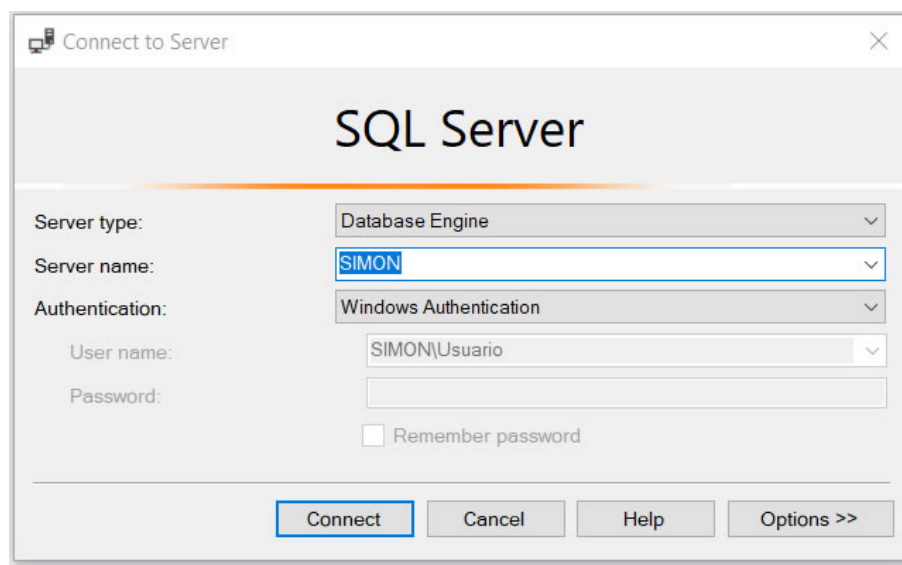 Connect to Server
SQL Server
Server type: Database Engine
Server name: SIMON
Authentication: Windows Authentication
User name: SIMON\Usuario
Password:
Remember password
Connect Cancel Help Options >>